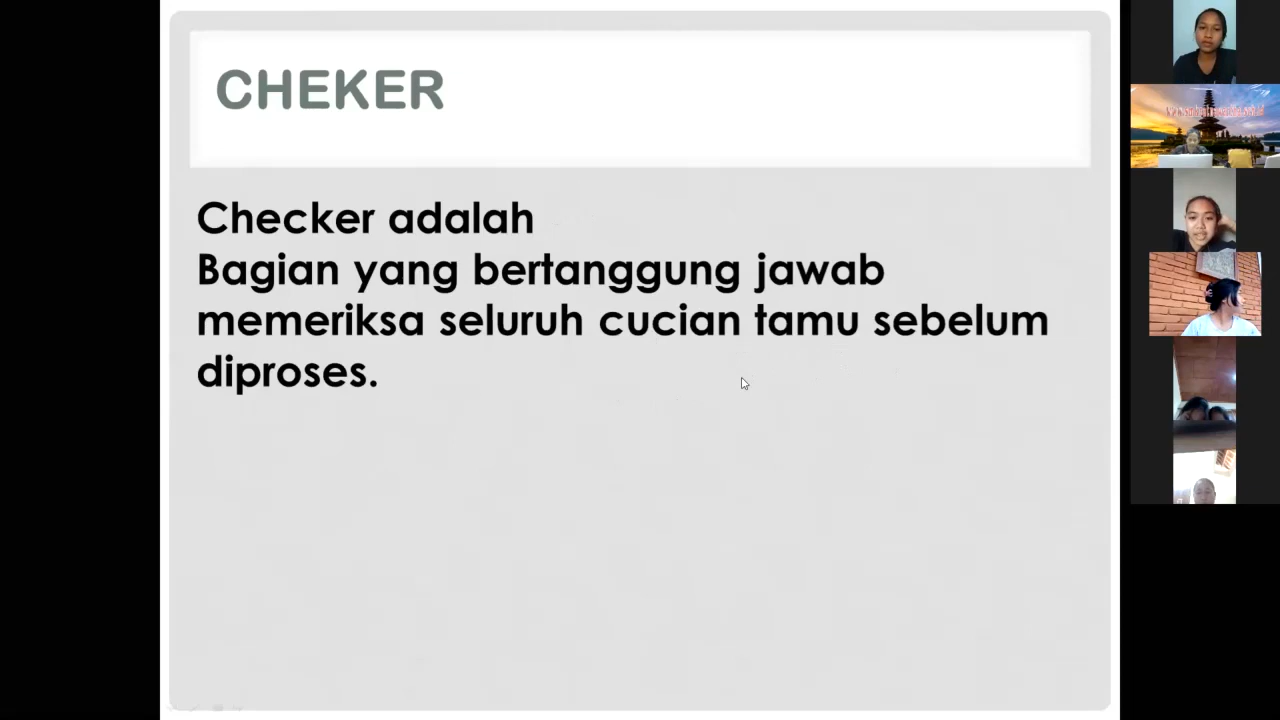 CHEKER
Checker adalah
Bagian yang bertanggung jawab
memeriksa seluruh cucian tamu sebelum
diproses.